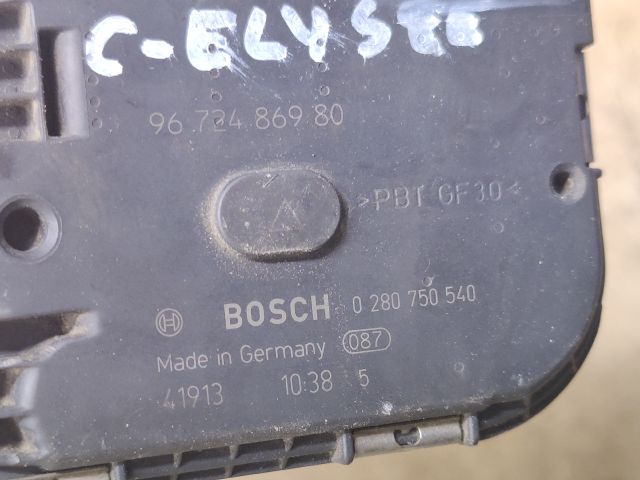 C-ELYSEE
96 724 869 80
>PBT GF30<
BOSCH 0 280 750 540
Made in Germany 087
41913 10:38 5